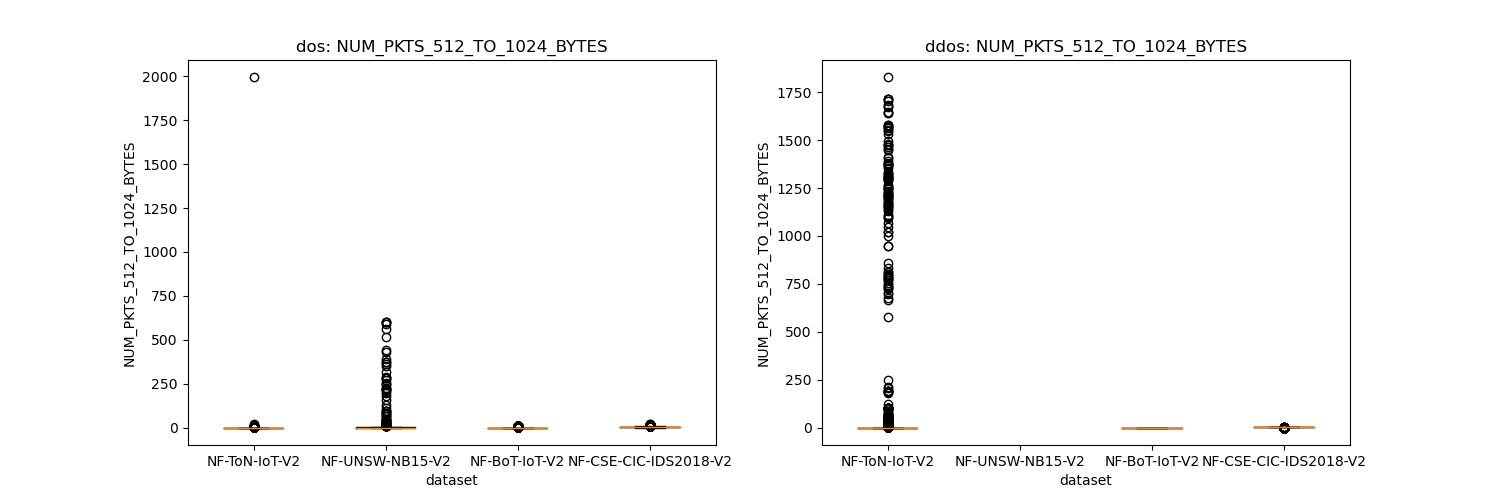 dos: NUM_PKTS_512_TO_1024_BYTES
NUM_PKTS_512_TO_1024_BYTES
2000
1750
1500
1250
1000
750
500
250
0
NF-ToN-IoT-V2 NF-UNSW-NB15-V2 NF-BoT-IoT-V2 NF-CSE-CIC-IDS2018-V2
dataset
ddos: NUM_PKTS_512_TO_1024_BYTES
NUM_PKTS_512_TO_1024_BYTES
1750
1500
1250
1000
750
500
250
0
NF-ToN-IoT-V2 NF-UNSW-NB15-V2 NF-BoT-IoT-V2 NF-CSE-CIC-IDS2018-V2
dataset